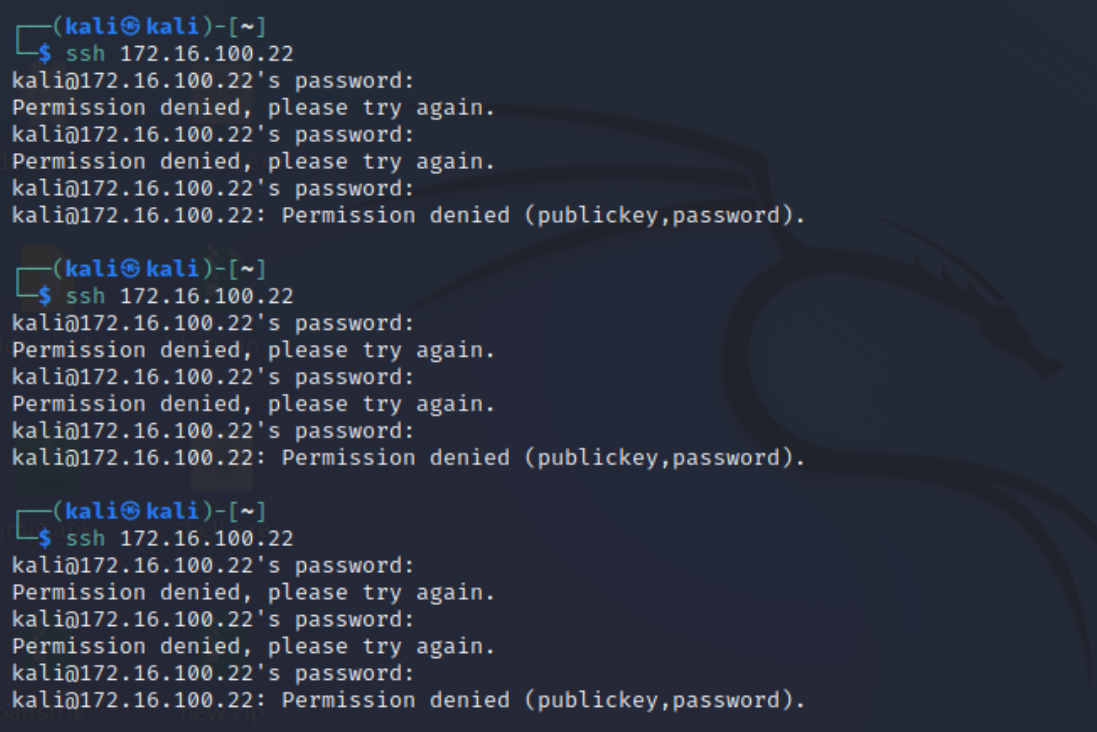 ┌──(kali㉿kali)-[~]
└─$ ssh 172.16.100.22
kali@172.16.100.22's password:
Permission denied, please try again.
kali@172.16.100.22's password:
Permission denied, please try again.
kali@172.16.100.22's password:
kali@172.16.100.22: Permission denied (publickey,password).
┌──(kali㉿kali)-[~]
└─$ ssh 172.16.100.22
kali@172.16.100.22's password:
Permission denied, please try again.
kali@172.16.100.22's password:
Permission denied, please try again.
kali@172.16.100.22's password:
kali@172.16.100.22: Permission denied (publickey,password).
┌──(kali㉿kali)-[~]
└─$ ssh 172.16.100.22
kali@172.16.100.22's password:
Permission denied, please try again.
kali@172.16.100.22's password:
Permission denied, please try again.
kali@172.16.100.22's password:
kali@172.16.100.22: Permission denied (publickey,password).
new.zip